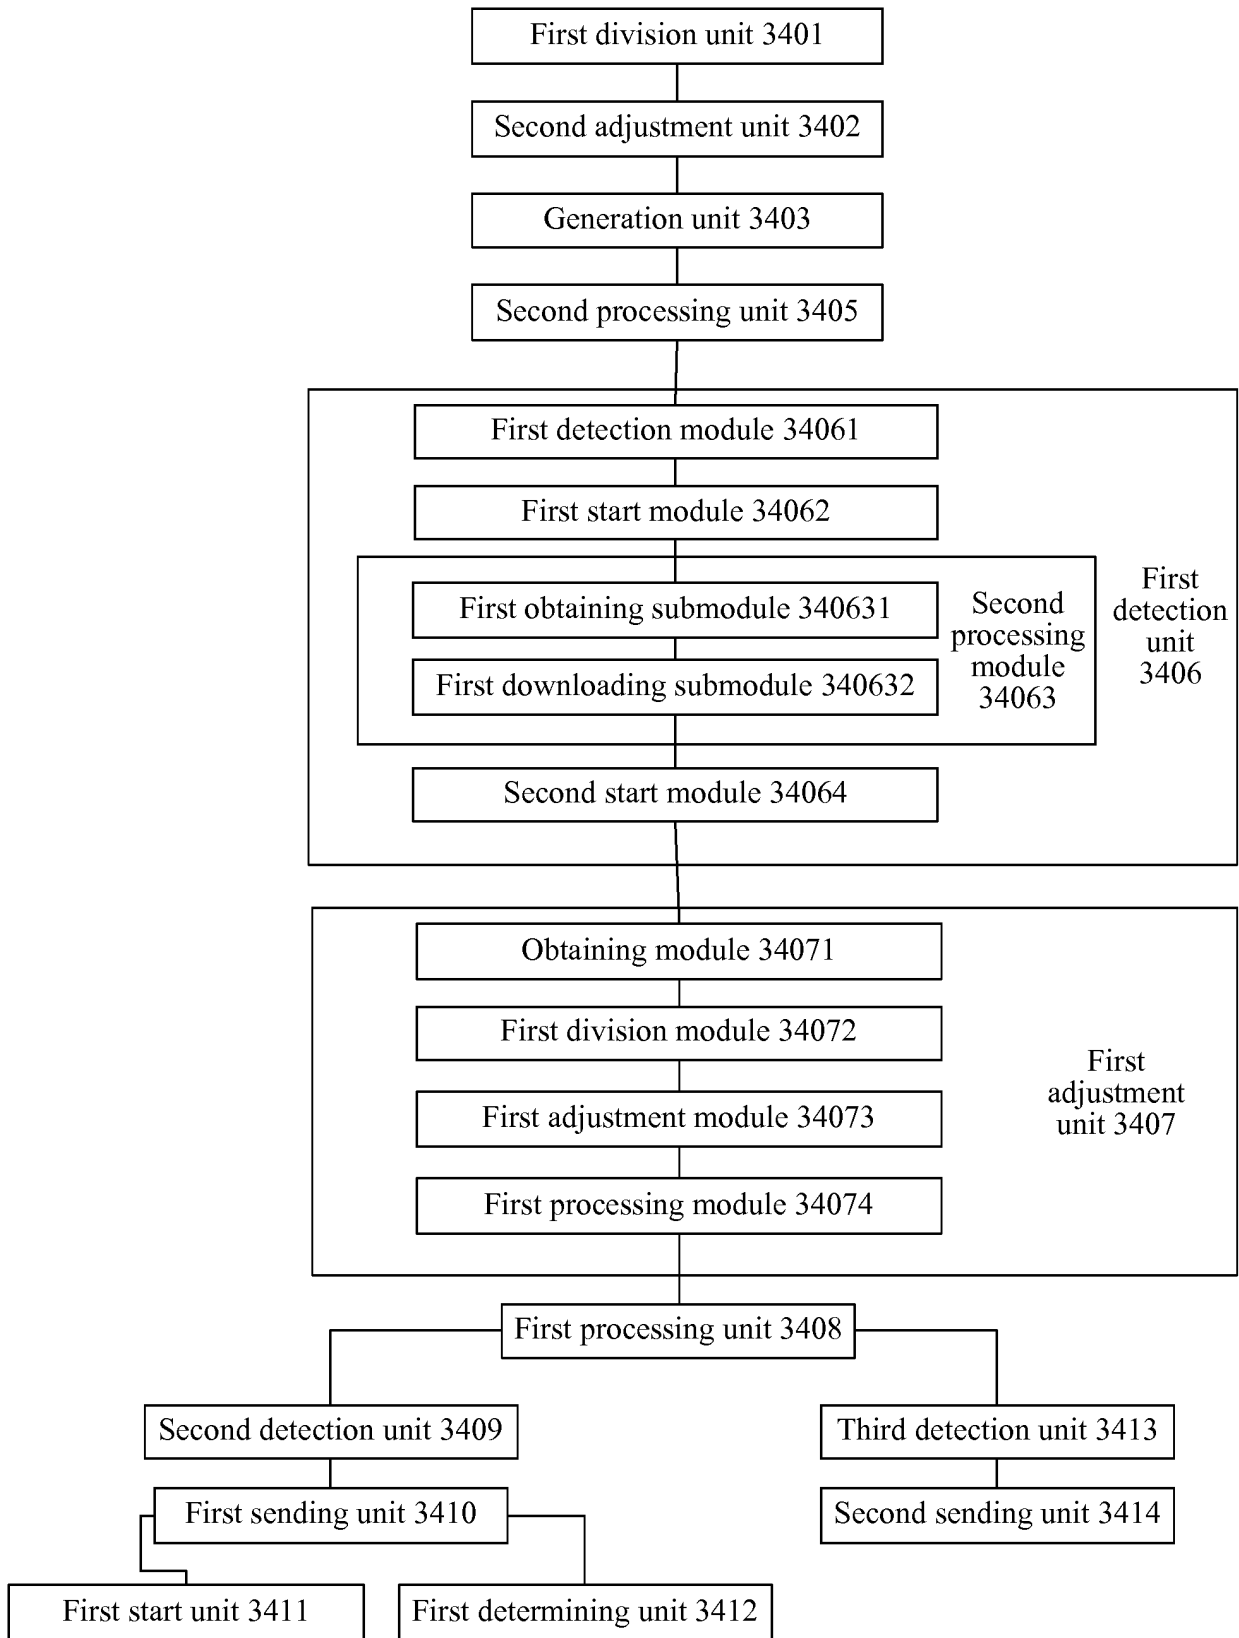 First division unit 3401
Second adjustment unit 3402
Generation unit 3403
Second processing unit 3405
First detection module 34061
First start module 34062
First obtaining submodule 340631
First downloading submodule 340632
Second
processing
module
34063
First
detection
unit
3406
Second start module 34064
Obtaining module 34071
First division module 34072
First adjustment module 34073
First processing module 34074
First
adjustment
unit 3407
First processing unit 3408
Second detection unit 3409
Third detection unit 3413
First sending unit 3410
Second sending unit 3414
First start unit 3411
First determining unit 3412